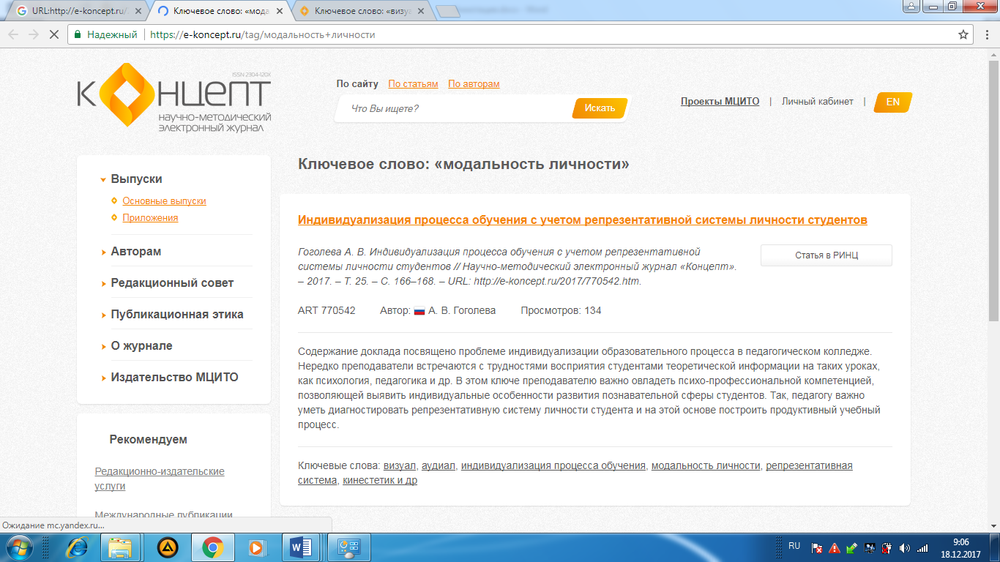 URL:http://e-koncept.ru/
Ключевое слово: «мода
Ключевое слово: «визуа
Надежный
https://e-koncept.ru/tag/модальность+личности
ISSN 2304-120X
КОНЦЕПТ
научно-методический
электронный журнал
По сайту По статьям По авторам
Что Вы ищете?
Искать
Проекты МЦИТО | Личный кабинет | EN
Выпуски
Основные выпуски
Приложения
Авторам
Редакционный совет
Публикационная этика
О журнале
Издательство МЦИТО
Рекомендуем
Редакционно-издательские
услуги
Международные публикации
Ключевое слово: «модальность личности»
Индивидуализация процесса обучения с учетом репрезентативной системы личности студентов
Гоголева А. В. Индивидуализация процесса обучения с учетом репрезентативной
системы личности студентов // Научно-методический электронный журнал «Концепт».
– 2017. – Т. 25. – С. 166–168. – URL: http://e-koncept.ru/2017/770542.htm.
Статья в РИНЦ
ART 770542 Автор: А. В. Гоголева Просмотров: 134
Содержание доклада посвящено проблеме индивидуализации образовательного процесса в педагогическом колледже.
Нередко преподаватели встречаются с трудностями восприятия студентами теоретической информации на таких уроках,
как психология, педагогика и др. В этом ключе преподавателю важно овладеть психо-профессиональной компетенцией,
позволяющей выявить индивидуальные особенности развития познавательной сферы студентов. Так, педагогу важно
уметь диагностировать репрезентативную систему личности студента и на этой основе построить продуктивный учебный
процесс.
Ключевые слова: визуал, аудиал, индивидуализация процесса обучения, модальность личности, репрезентативная
система, кинестетик и др
Ожидание mc.yandex.ru...
RU
9:06
18.12.2017